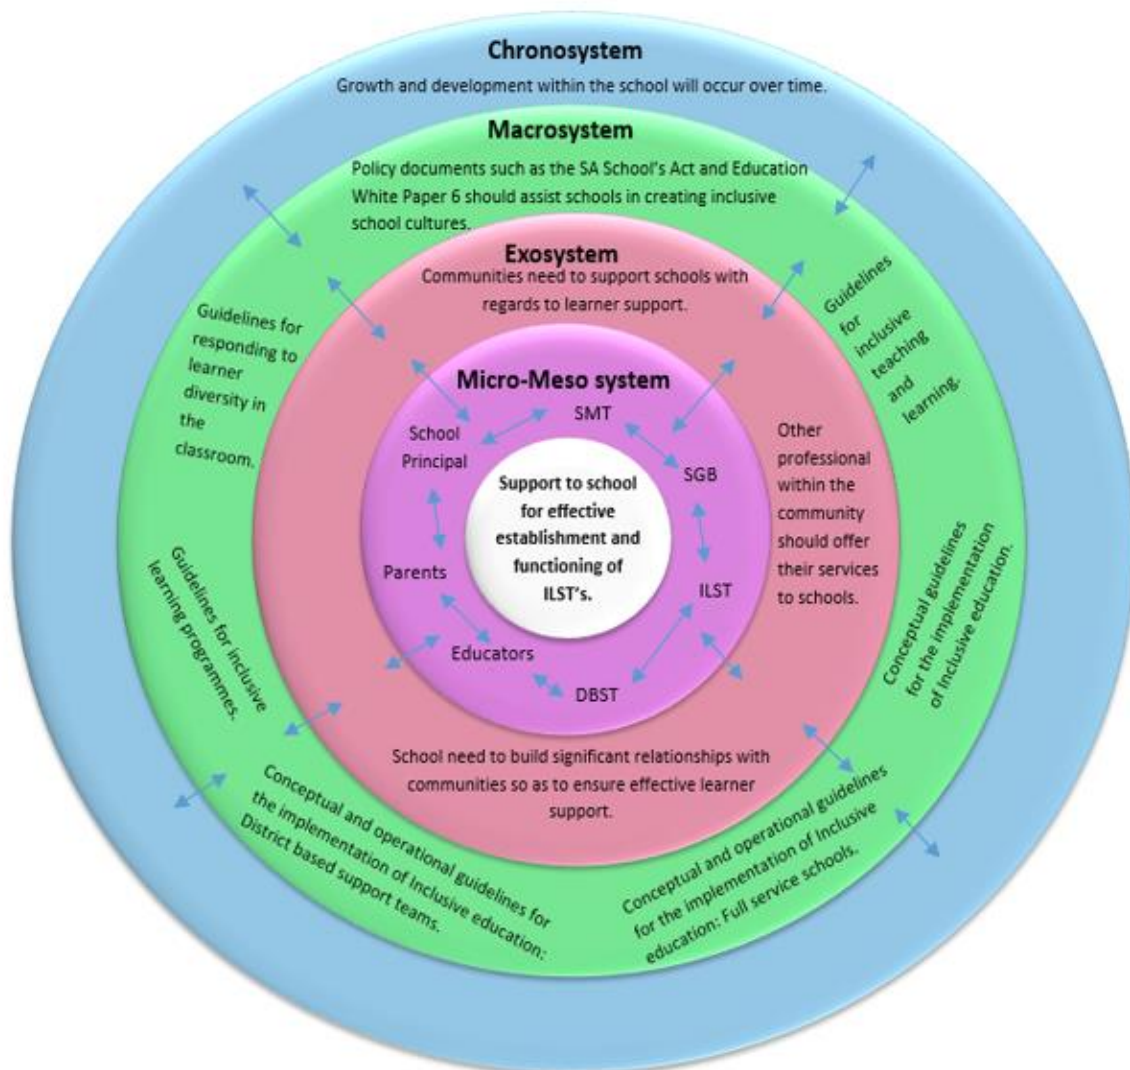 Chronosystem
Growth and development within the school will occur over time.
Macrosystem
Policy documents such as the SA School's Act and Education
White Paper 6 should assist schools in creating inclusive
school cultures.
Exosystem
Communities need to support schools with
regards to learner support.
Guidelines for
responding to
learner
diversity in
the
classroom.
Guidelines
for
inclusive
teaching
and
learning.
Micro-Meso system
SMT
School
Principal
SGB
Support to school
for effective
establishment and
functioning of
ILST's.
Other
professional
within the
community
should offer
their services
to schools.
Parents
ILST
Educators
DBST
Guidelines for inclusive
learning programmes.
Conceptual guidelines
for the implementation
of Inclusive education.
School need to build significant relationships with
communities so as to ensure effective learner
support.
Conceptual and operational guidelines for
the implementation of Inclusive education:
District based support teams.
Conceptual and operational guidelines
for the implementation of Inclusive
education: Full service schools.